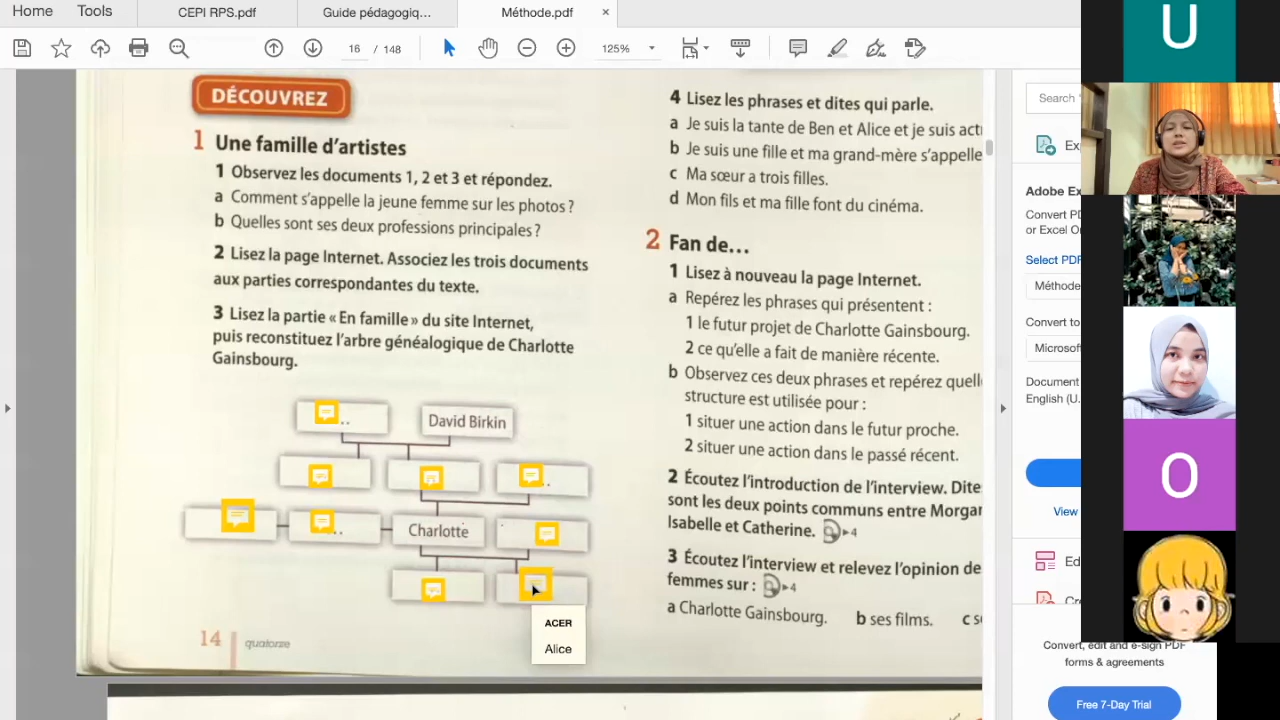 Home
Tools
CEPI RPS.pdf
Guide pédagogiq…
Méthode.pdf
×
16 / 148
125%
DÉCOUVREZ
1 Une famille d'artistes
1 Observez les documents 1, 2 et 3 et répondez.
a Comment s'appelle la jeune femme sur les photos ?
b Quelles sont ses deux professions principales ?
2 Lisez la page Internet. Associez les trois documents
aux parties correspondantes du texte.
3 Lisez la partie « En famille » du site Internet,
puis reconstituez l'arbre généalogique de Charlotte
Gainsbourg.
David Birkin
Charlotte
ACER
Alice
14 quatorze
4 Lisez les phrases et dites qui parle.
a Je suis la tante de Ben et Alice et je suis act
b Je suis une fille et ma grand-mère s'appelle
c Ma sœur a trois filles.
d Mon fils et ma fille font du cinéma.
2 Fan de…
1 Lisez à nouveau la page Internet.
a Repérez les phrases qui présentent :
1 le futur projet de Charlotte Gainsbourg.
2 ce qu'elle a fait de manière récente.
b Observez ces deux phrases et repérez quell
structure est utilisée pour :
1 situer une action dans le futur proche.
2 situer une action dans le passé récent.
2 Écoutez l'introduction de l'interview. Dite
sont les deux points communs entre Morgan
Isabelle et Catherine. 4
3 Écoutez l'interview et relevez l'opinion de
femmes sur : 4
a Charlotte Gainsbourg. b ses films. c s
Search
Adobe Ex
Convert PD
or Excel On
Select PDF
Méthode
Convert to
Microsof
Document
English (U.
View
Ed
Convert, edit and e-sign PDF
forms & agreements
Free 7-Day Trial
U
O